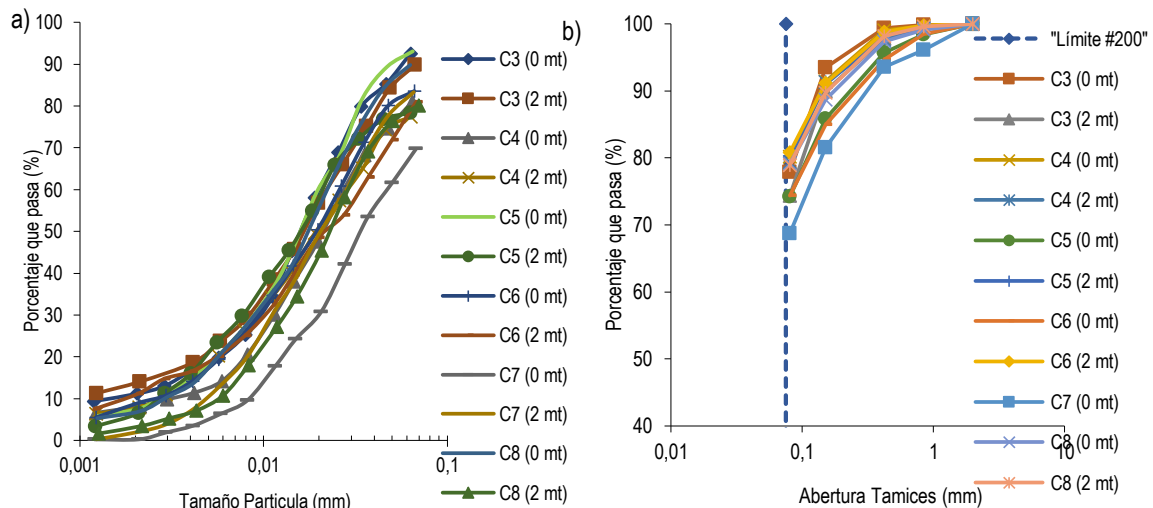 a)
Porcentaje que pasa (%)
100
90
80
70
60
50
40
30
20
10
0
0,001
0,01
0,1
Tamaño Particula (mm)
C3 (0 mt)
C3 (2 mt)
C4 (0 mt)
C4 (2 mt)
C5 (0 mt)
C5 (2 mt)
C6 (0 mt)
C6 (2 mt)
C7 (0 mt)
C7 (2 mt)
C8 (0 mt)
C8 (2 mt)
b)
Porcentaje que pasa (%)
100
90
80
70
60
50
40
0,01
0,1
1
10
Abertura Tamices (mm)
"Límite #200"
C3 (0 mt)
C3 (2 mt)
C4 (0 mt)
C4 (2 mt)
C5 (0 mt)
C5 (2 mt)
C6 (0 mt)
C6 (2 mt)
C7 (0 mt)
C8 (0 mt)
C8 (2 mt)